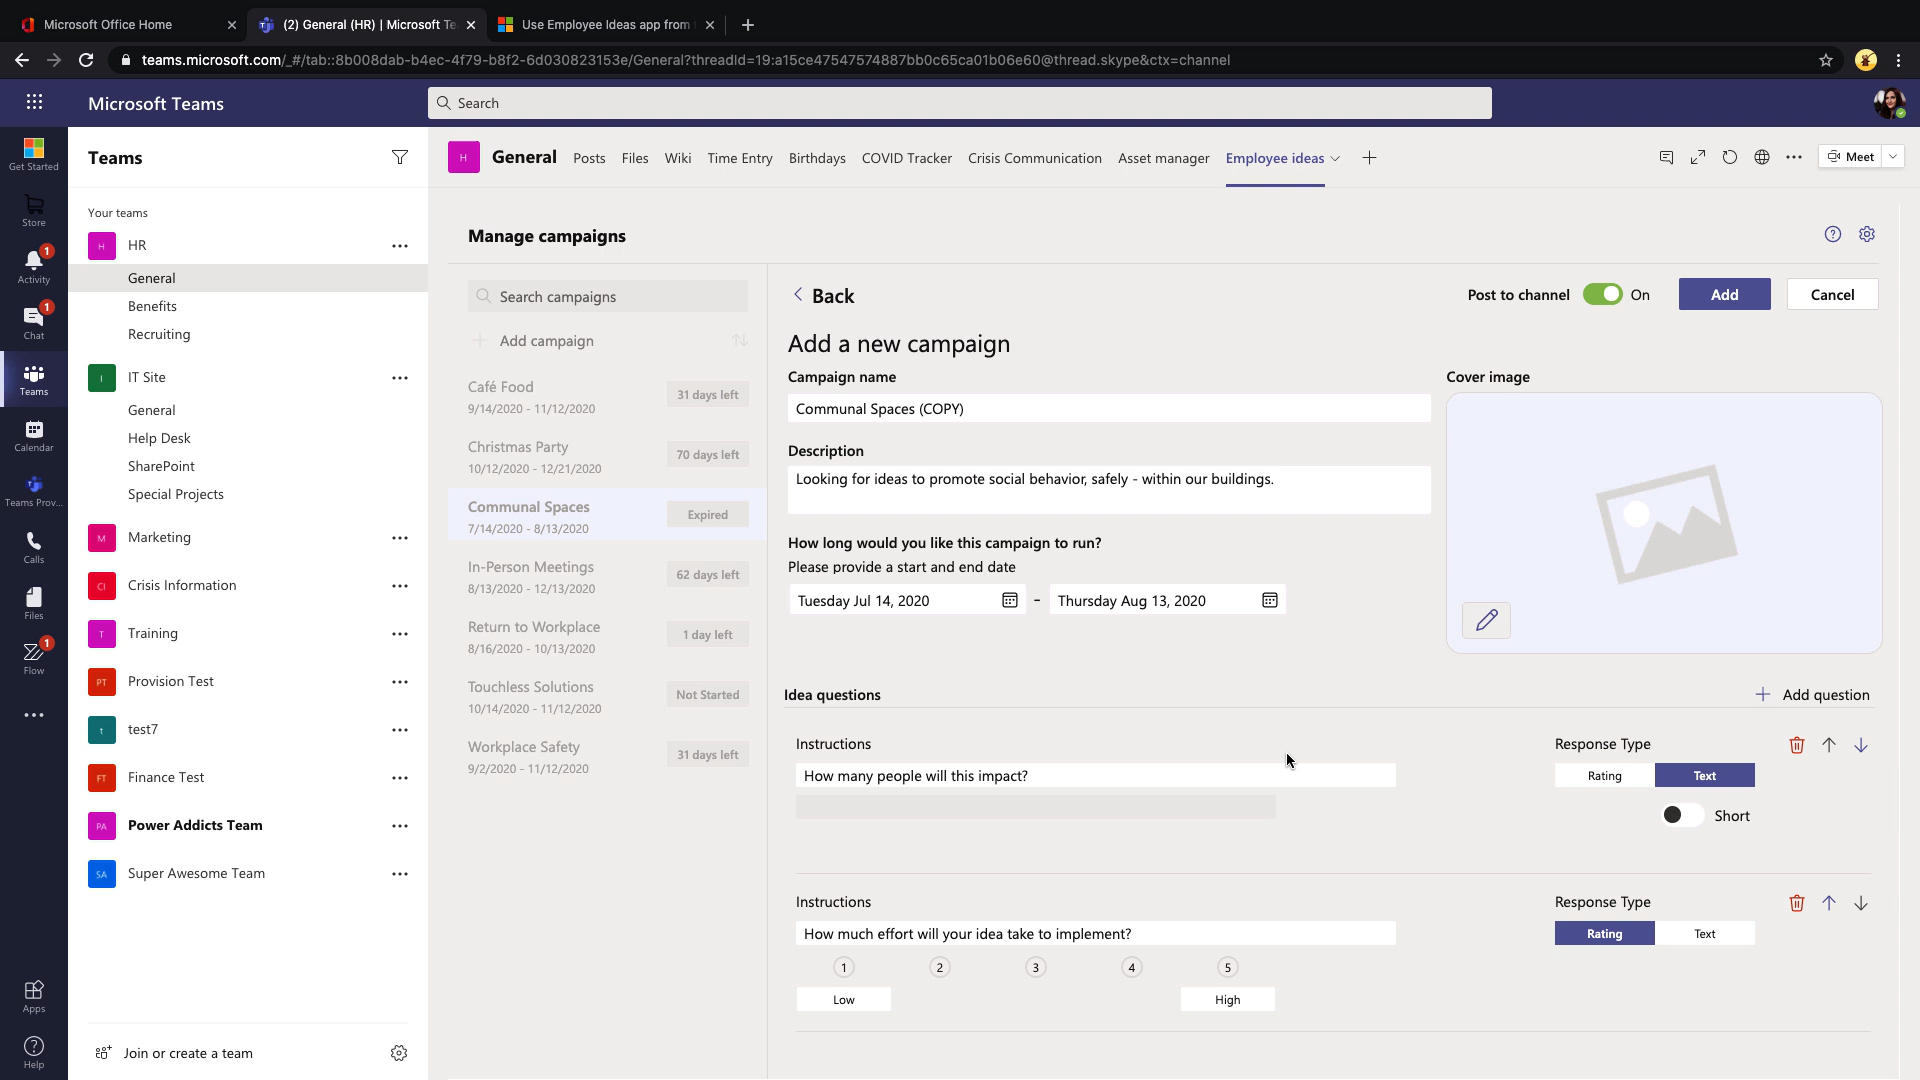 Microsoft Office Home
(2) General (HR) | Microsoft Te
Use Employee Ideas app from
teams.microsoft.com/_#/tab::8b008dab-b4ec-4f79-b8f2-6d030823153e/General?threadId=19:a15ce47547574887bb0c65ca01b06e60@thread.skype&ctx=channel
Microsoft Teams
Search
Get Started
Store
1
Activity
1
Chat
Teams
Calendar
Teams Prov...
Calls
Files
1
Flow
Apps
Help
Teams
Your teams
H
HR
General
Benefits
Recruiting
I
IT Site
General
Help Desk
SharePoint
Special Projects
M
Marketing
CI
Crisis Information
T
Training
PT
Provision Test
t
test7
FT
Finance Test
PA
Power Addicts Team
SA
Super Awesome Team
Join or create a team
H
General
Posts
Files
Wiki
Time Entry
Birthdays
COVID Tracker
Crisis Communication
Asset manager
Employee ideas
Meet
Manage campaigns
Search campaigns
Add campaign
Café Food
9/14/2020 - 11/12/2020
31 days left
Christmas Party
10/12/2020 - 12/21/2020
70 days left
Communal Spaces
7/14/2020 - 8/13/2020
Expired
In-Person Meetings
8/13/2020 - 12/13/2020
62 days left
Return to Workplace
8/16/2020 - 10/13/2020
1 day left
Touchless Solutions
10/14/2020 - 11/12/2020
Not Started
Workplace Safety
9/2/2020 - 11/12/2020
31 days left
Back
Post to channel
On
Add
Cancel
Add a new campaign
Campaign name
Communal Spaces (COPY)
Cover image
Description
Looking for ideas to promote social behavior, safely - within our buildings.
How long would you like this campaign to run?
Please provide a start and end date
Tuesday Jul 14, 2020
-
Thursday Aug 13, 2020
Idea questions
Add question
Instructions
Response Type
How many people will this impact?
Rating
Text
Short
Instructions
Response Type
How much effort will your idea take to implement?
Rating
Text
1
2
3
4
5
Low
High